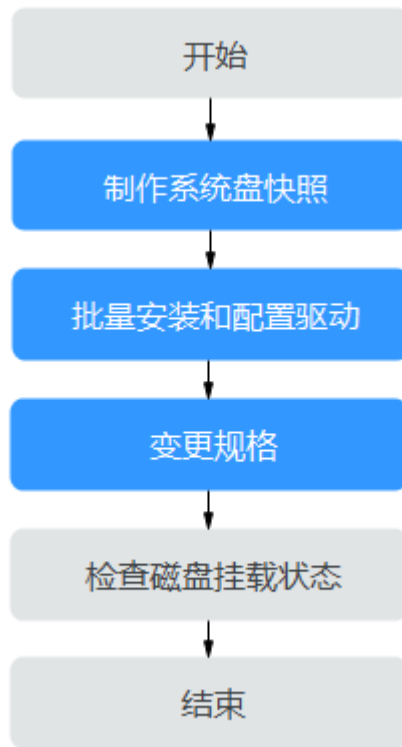 开始
制作系统盘快照
批量安装和配置驱动
变更规格
检查磁盘挂载状态
结束